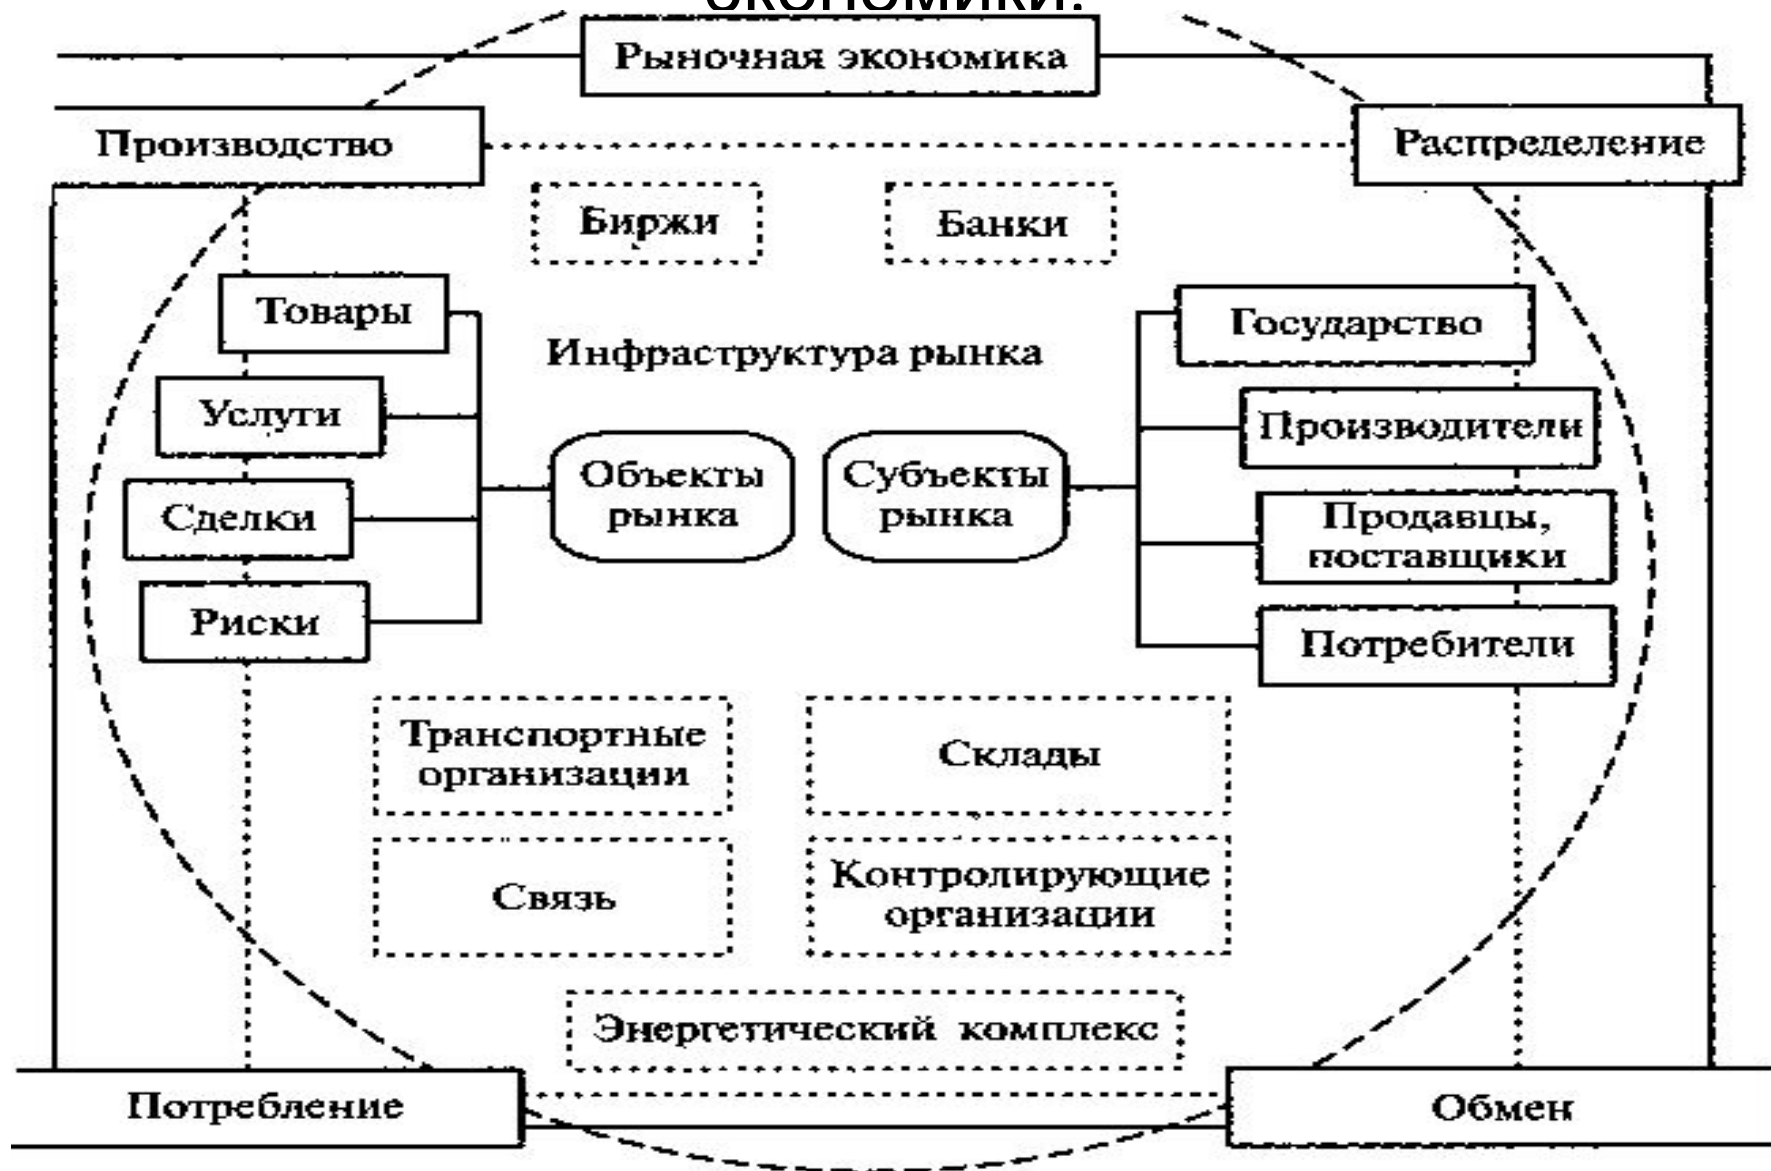 экономики.
Рыночная экономика
Производство
Распределение
Биржи
Банки
Товары
Государство
Инфраструктура рынка
Услуги
Производители
Объекты
рынка
Субъекты
рынка
Сделки
Продавцы,
поставщики
Риски
Потребители
Транспортные
организации
Склады
Связь
Контролирующие
организации
Энергетический комплекс
Потребление
Обмен